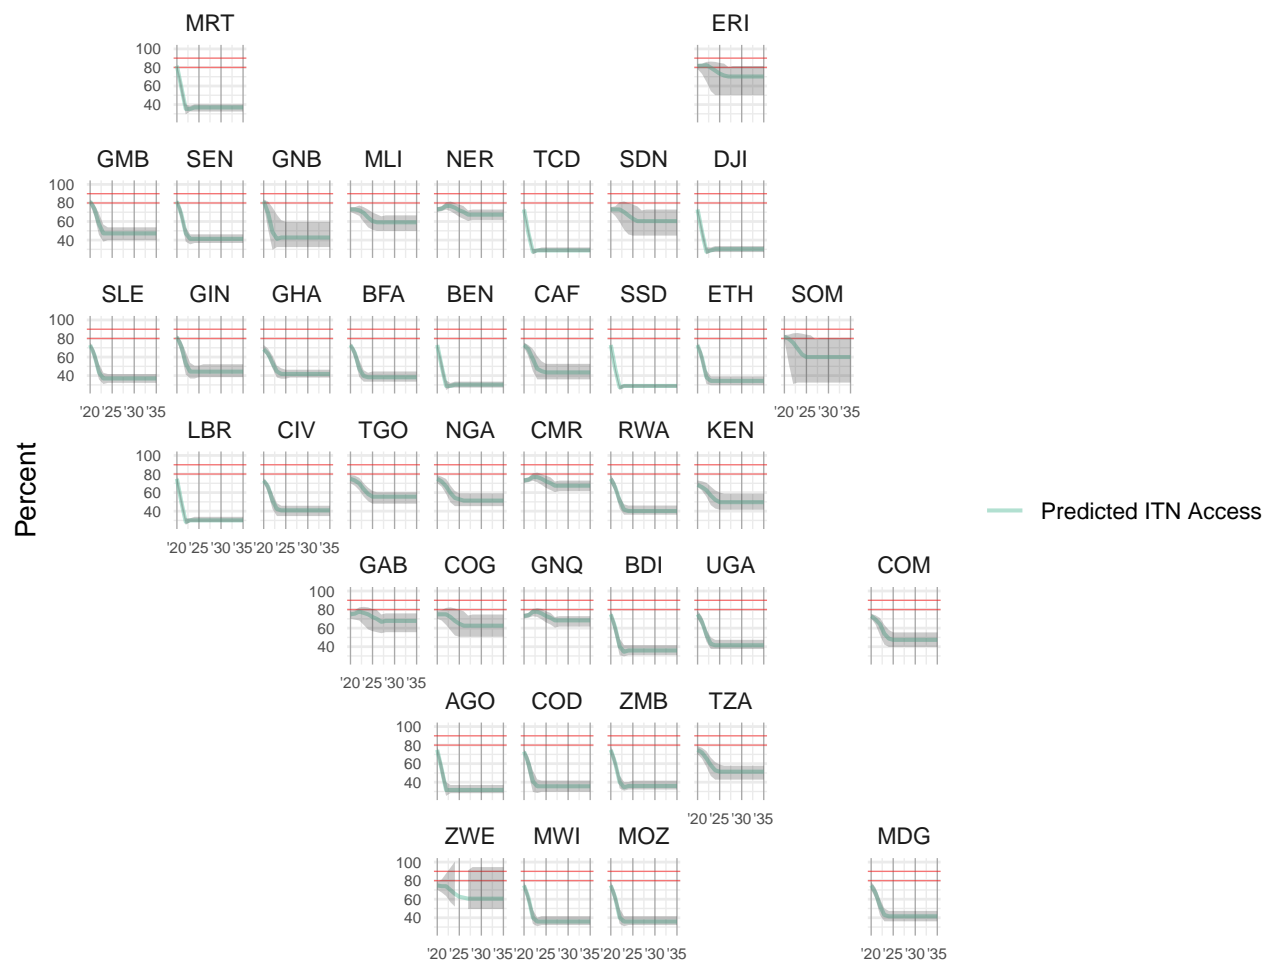 MRT ERI
100
80
60
40
GMB SEN GNB MLI NER TCD SDN DJI
100
80
60
40
SLE GIN GHA BFA BEN CAF SSD ETH SOM
100
80
60
40
'20 '25 '30 '35 '20 '25 '30 '35
LBR CIV TGO NGA CMR RWA KEN
100
80
60
40
'20 '25 '30 '35 '20 '25 '30 '35
Percent
Predicted ITN Access
GAB COG GNQ BDI UGA COM
100
80
60
40
'20 '25 '30 '35
AGO COD ZMB TZA
100
80
60
40
'20 '25 '30 '35
ZWE MWI MOZ MDG
100
80
60
40
'20 '25 '30 '35 '20 '25 '30 '35 '20 '25 '30 '35 '20 '25 '30 '35